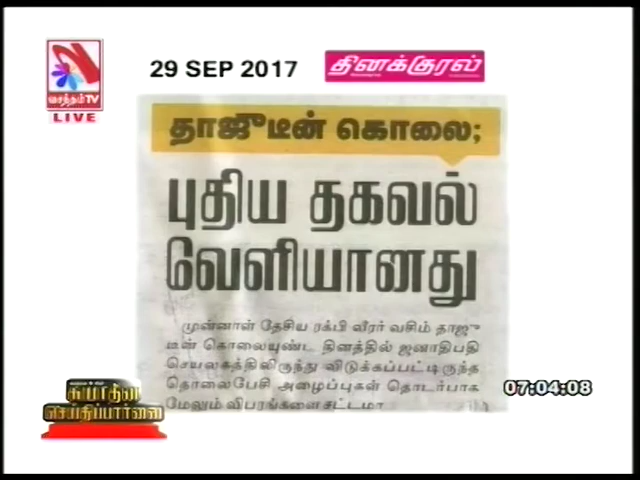 29 SEP 2017
தினக்குரல்
வசந்தம்TV
LIVE
தாஜுடீன் கொலை;
புதிய தகவல்
வேளியானது
முன்னாள் தேசிய ரக்பி வீரர் வசிம் தாஜு
டீன் கொலையுண்ட தினத்தில் ஜனாதிபதி
செயலகத்திலிருந்து விடுக்கப்பட்டிருந்த
தொலைபேசி அழைப்புகள் தொடர்பாக
மேலும் விபரங்களை சட்டமா
செய்திப்பார்வை
07:04:08